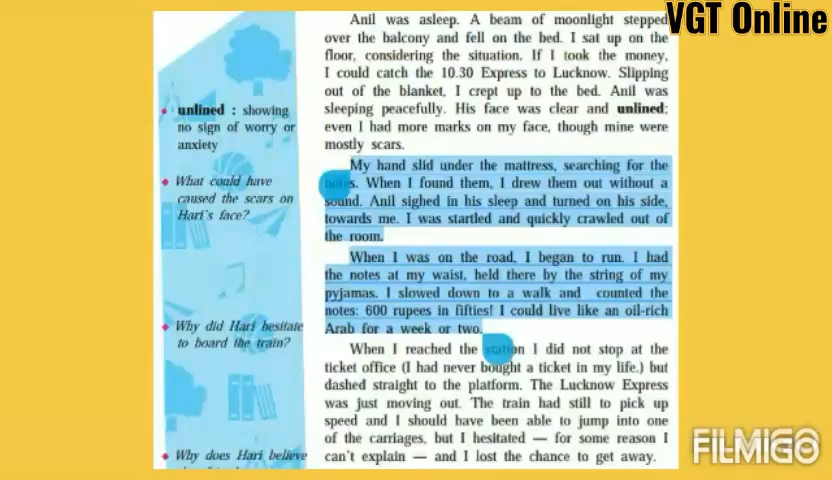 VGT Online
Anil was asleep. A beam of moonlight stepped
over the balcony and fell on the bed. I sat up on the
floor, considering the situation. If I took the money,
I could catch the 10.30 Express to Lucknow. Slipping
out of the blanket, I crept up to the bed. Anil was
sleeping peacefully. His face was clear and unlined;
even I had more marks on my face, though mine were
mostly scars.
My hand slid under the mattress, searching for the
notes. When I found them, I drew them out without a
sound. Anil sighed in his sleep and turned on his side,
towards me. I was startled and quickly crawled out of
the room.
When I was on the road, I began to run. I had
the notes at my waist, held there by the string of my
pyjamas. I slowed down to a walk and counted the
notes: 600 rupees in fifties! I could live like an oil-rich
Arab for a week or two.
When I reached the station I did not stop at the
ticket office (I had never bought a ticket in my life.) but
dashed straight to the platform. The Lucknow Express
was just moving out. The train had still to pick up
speed and I should have been able to jump into one
of the carriages, but I hesitated — for some reason I
can't explain — and I lost the chance to get away.
unlined : showing
no sign of worry or
anxiety
What could have
caused the scars on
Hari's face?
Why did Hari hesitate
to board the train?
Why does Hari believe
FILMIGO